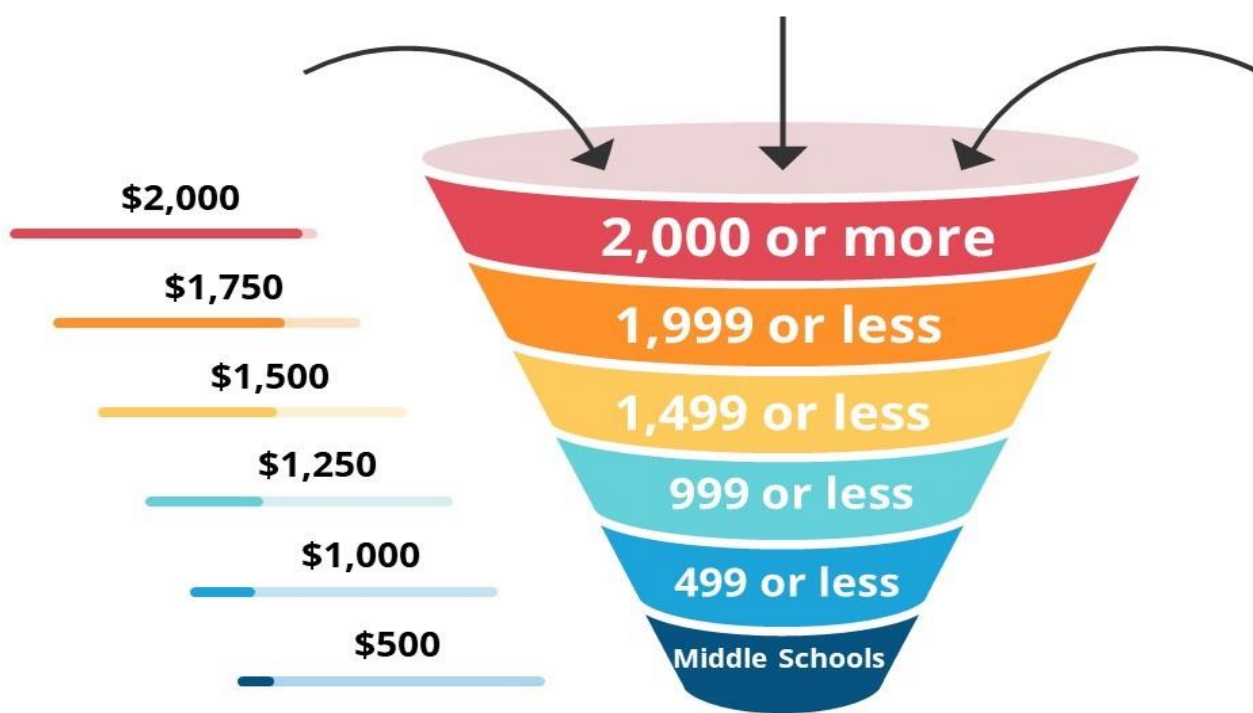 $2,000
2,000 or more
$1,750
1,999 or less
$1,500
1,499 or less
$1,250
999 or less
$1,000
499 or less
$500
Middle Schools